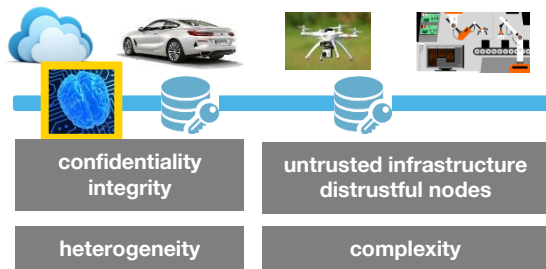 confidentiality
integrity
untrusted infrastructure
distrustful nodes
heterogeneity
complexity